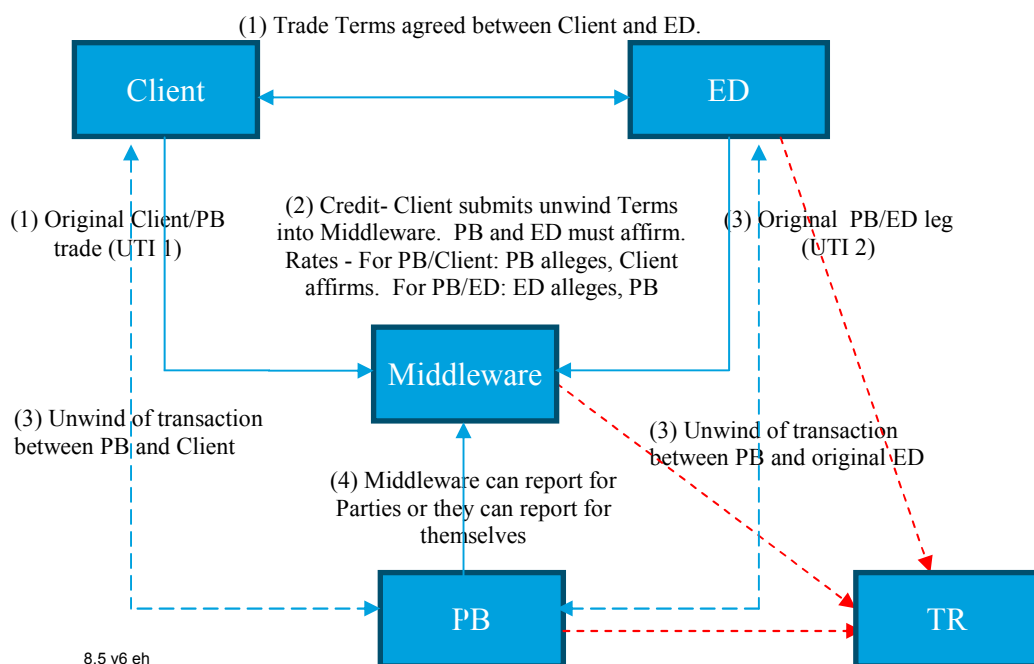 (1) Trade Terms agreed between Client and ED.
Client
ED
(1) Original Client/PB
trade (UTI 1)
(2) Credit- Client submits unwind Terms
into Middleware.  PB and ED must affirm.
Rates - For PB/Client: PB alleges, Client
affirms.  For PB/ED: ED alleges, PB
(3) Original  PB/ED leg
(UTI 2)
Middleware
(3) Unwind of transaction
between PB and Client
(3) Unwind of transaction
between PB and original ED
(4) Middleware can report for
Parties or they can report for
themselves
PB
TR
8.5 v6 eh